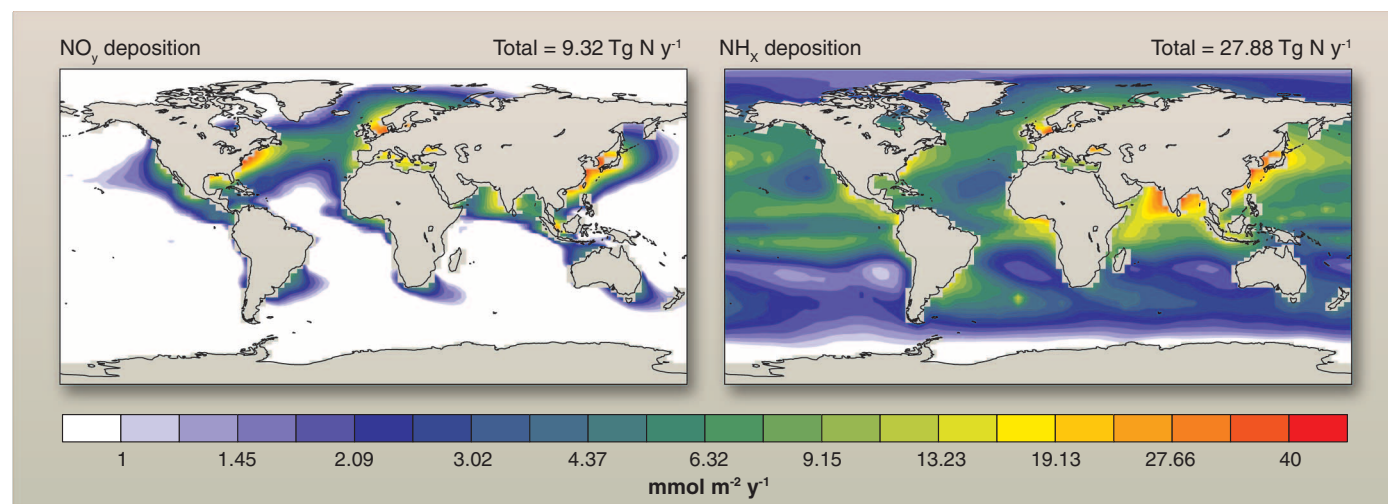 NOy deposition Total = 9.32 Tg N y-1
NHx deposition Total = 27.88 Tg N y-1
1 1.45 2.09 3.02 4.37 6.32 9.15 13.23 19.13 27.66 40
mmol m-2 y-1